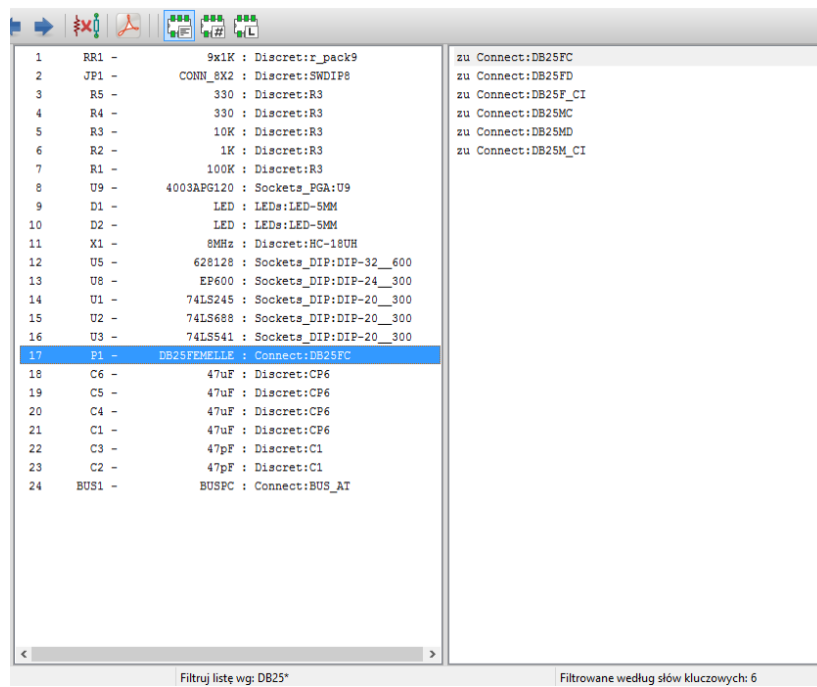 1 RR1 - 9x1K : Discret:r_pack9
2 JP1 - CONN_8X2 : Discret:SWDIP8
3 R5 - 330 : Discret:R3
4 R4 - 330 : Discret:R3
5 R3 - 10K : Discret:R3
6 R2 - 1K : Discret:R3
7 R1 - 100K : Discret:R3
8 U9 - 4003APG120 : Sockets_PGA:U9
9 D1 - LED : LEDs:LED-5MM
10 D2 - LED : LEDs:LED-5MM
11 X1 - 8MHz : Discret:HC-18UH
12 U5 - 628128 : Sockets_DIP:DIP-32__600
13 U8 - EP600 : Sockets_DIP:DIP-24__300
14 U1 - 74LS245 : Sockets_DIP:DIP-20__300
15 U2 - 74LS688 : Sockets_DIP:DIP-20__300
16 U3 - 74LS541 : Sockets_DIP:DIP-20__300
17 P1 - DB25FEMELLE : Connect:DB25FC
18 C6 - 47uF : Discret:CP6
19 C5 - 47uF : Discret:CP6
20 C4 - 47uF : Discret:CP6
21 C1 - 47uF : Discret:CP6
22 C3 - 47pF : Discret:C1
23 C2 - 47pF : Discret:C1
24 BUS1 - BUSPC : Connect:BUS_AT
zu Connect:DB25FC
zu Connect:DB25FD
zu Connect:DB25F_CI
zu Connect:DB25MC
zu Connect:DB25MD
zu Connect:DB25M_CI
Filtruj listę wg: DB25*
Filtrowane według słów kluczowych: 6